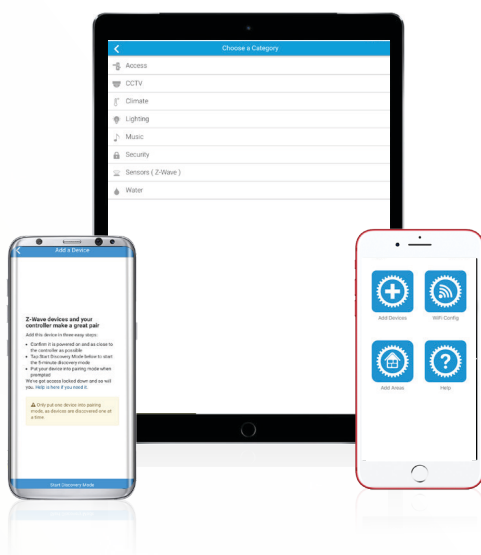 Choose a Category
Access
CCTV
Climate
Lighting
Music
Security
Sensors ( Z-Wave )
Water
Add a Device
Z-Wave devices and your
controller make a great pair
Add this device in three easy steps:
• Confirm it is powered on and as close to
the controller as possible
• Tap Start Discovery Mode below to start
the 5-minute discovery mode
• Put your device into pairing mode when
prompted
We've got access locked down and so will
you. Help is here if you need it.
Only put one device into pairing
mode, as devices are discovered one at
a time.
Start Discovery Mode
Add Devices
WiFi Config
Add Areas
Help